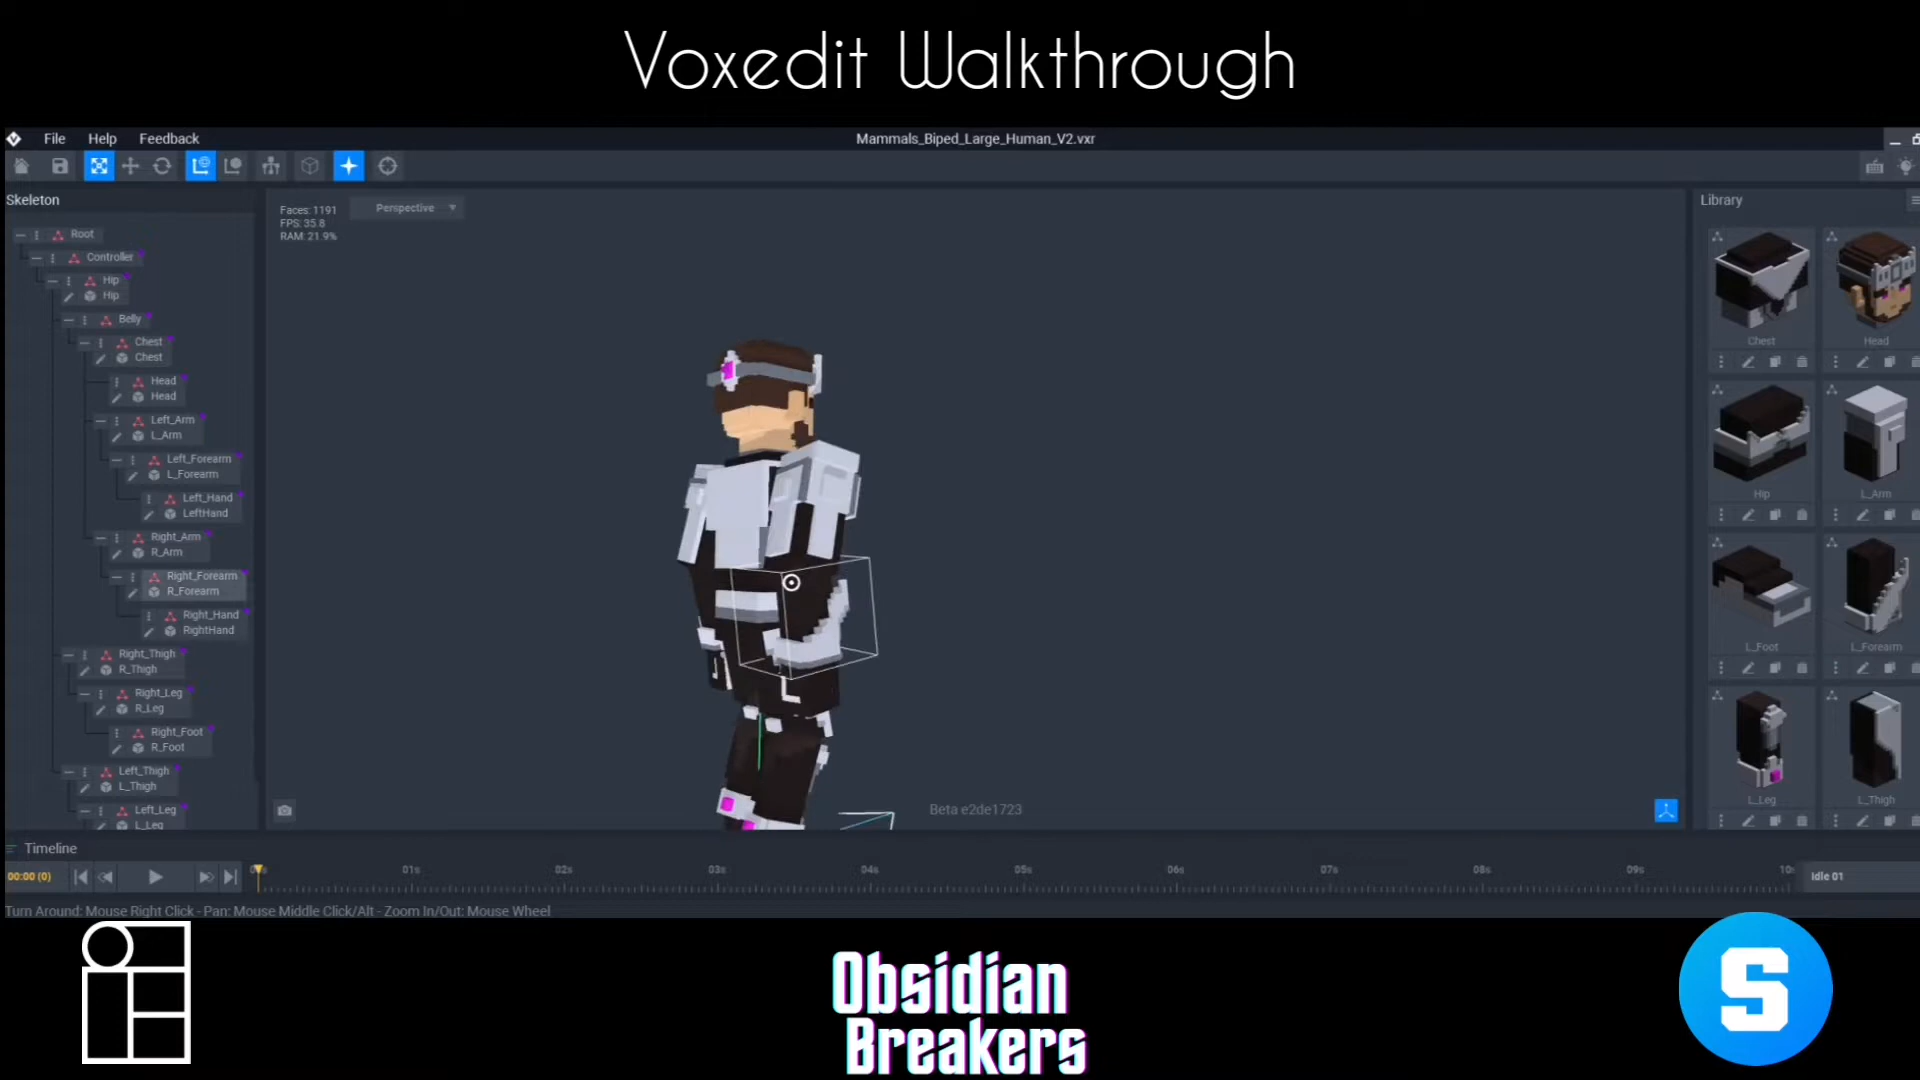 Voxedit Walkthrough
File Help Feedback
Mammals_Biped_Large_Human_V2.vxr
Skeleton
Root
Controller
Hip
Hip
Belly
Chest
Chest
Head
Head
Left_Arm
L_Arm
Left_Forearm
L_Forearm
Left_Hand
LeftHand
Right_Arm
R_Arm
Right_Forearm
R_Forearm
Right_Hand
RightHand
Right_Thigh
R_Thigh
Right_Leg
R_Leg
Right_Foot
R_Foot
Left_Thigh
L_Thigh
Left_Leg
L_Leg
Faces: 1191
FPS: 35.8
RAM: 21.9%
Perspective
Beta e2de1723
Library
Chest Head
Hip L_Arm
L_Foot L_Forearm
L_Leg L_Thigh
Timeline
00:00 (0)
01s 02s 03s 04s 05s 06s 07s 08s 09s
Idle 01
Turn Around: Mouse Right Click - Pan: Mouse Middle Click/Alt - Zoom In/Out: Mouse Wheel
Obsidian
Breakers
S